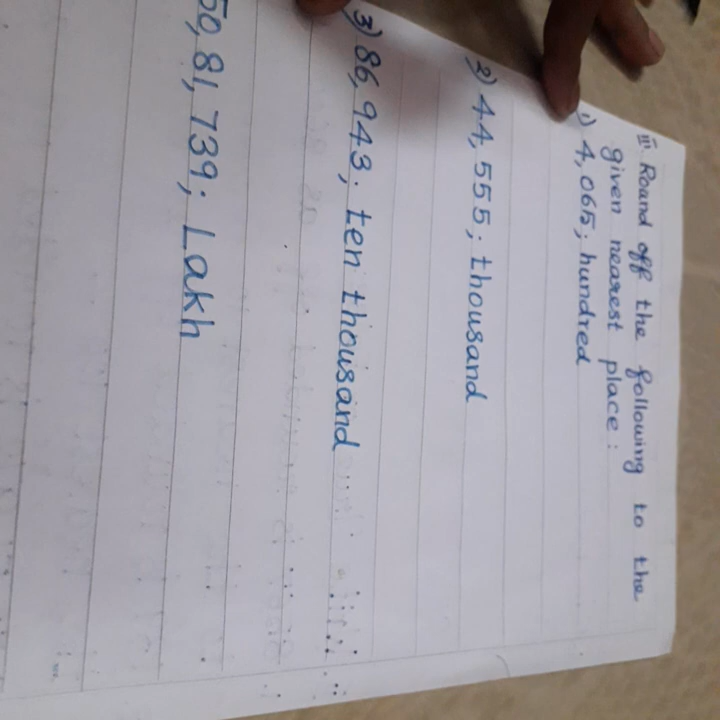 III. Roand off the following to the
given nearest place:
1) 4,065; hundred
2) 44,555; thousand
3) 86,943; ten thousand
50,81,739; Lakh